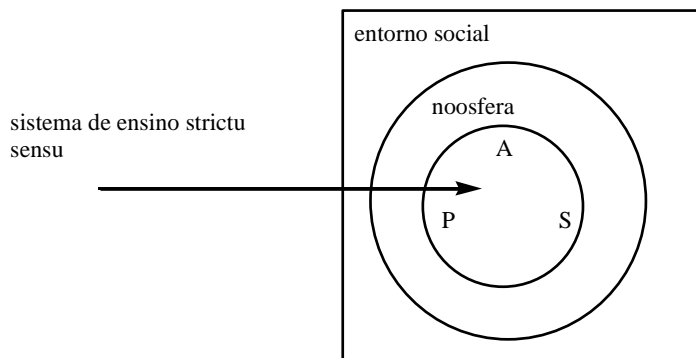 entorno social
noosfera
sistema de ensino strictu
sensu
A
P
S